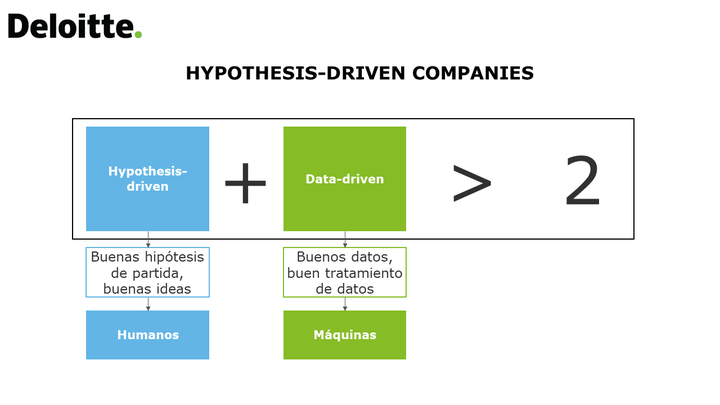 Deloitte.
HYPOTHESIS-DRIVEN COMPANIES
Hypothesis-
driven
+
Data-driven
>
2
Buenas hipótesis
de partida,
buenas ideas
Buenos datos,
buen tratamiento
de datos
Humanos
Máquinas